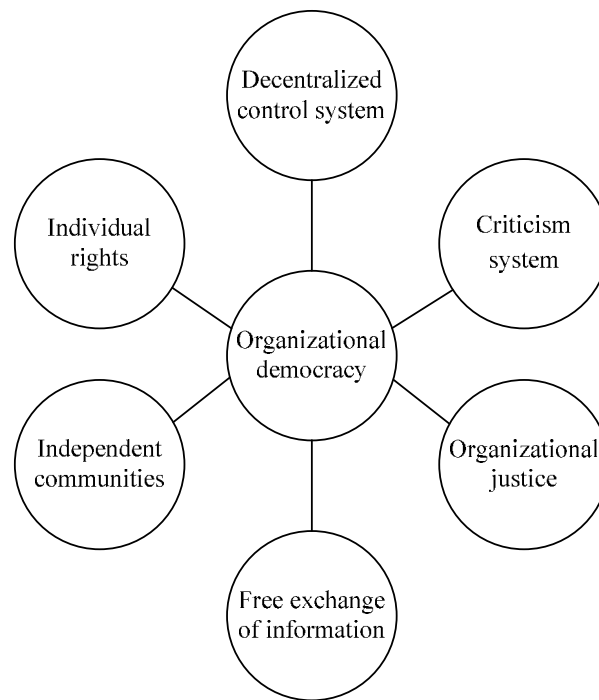 Decentralized
control system
Individual
rights
Criticism
system
Organizational
democracy
Independent
communities
Organizational
justice
Free exchange
of information